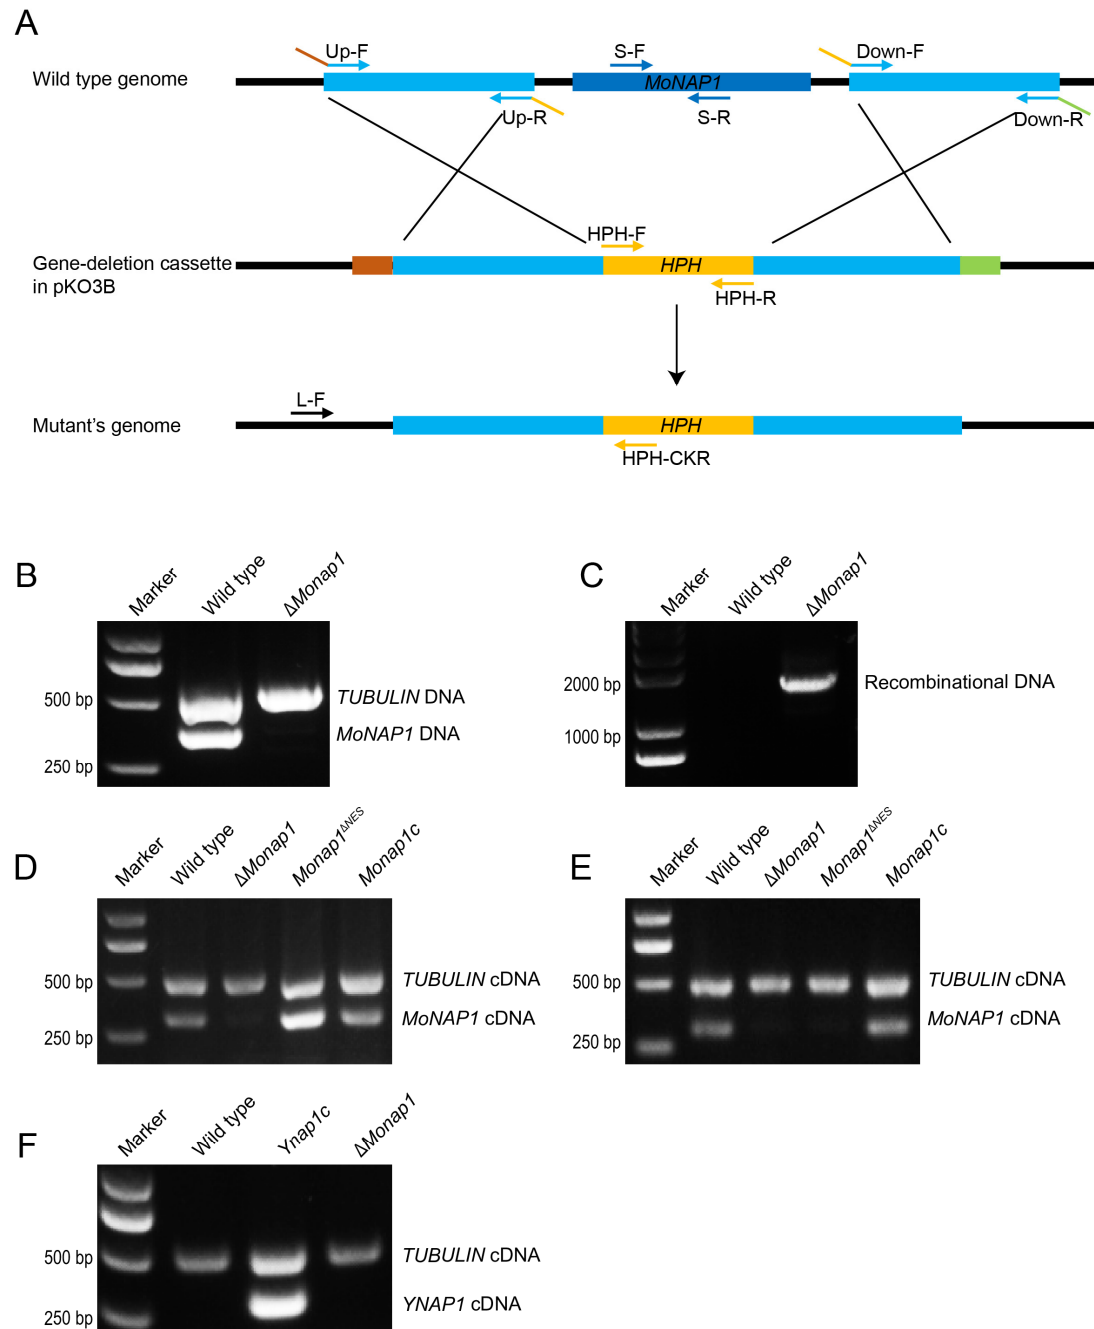 A
Wild type genome
Up-F
S-F
Down-F
MoNAP1
Up-R
S-R
Down-R
HPH-F
Gene-deletion cassette
in pKO3B
HPH
HPH-R
L-F
Mutant's genome
HPH
HPH-CKR
B
Marker
Wild type
ΔMonap1
500 bp
250 bp
TUBULIN DNA
MoNAP1 DNA
C
Marker
Wild type
ΔMonap1
2000 bp
1000 bp
Recombinational DNA
D
Marker
Wild type
ΔMonap1
Monap1ΔNES
Monap1c
500 bp
250 bp
TUBULIN cDNA
MoNAP1 cDNA
E
Marker
Wild type
ΔMonap1
Monap1ΔNES
Monap1c
500 bp
250 bp
TUBULIN cDNA
MoNAP1 cDNA
F
Marker
Wild type
Ynap1c
ΔMonap1
500 bp
250 bp
TUBULIN cDNA
YNAP1 cDNA